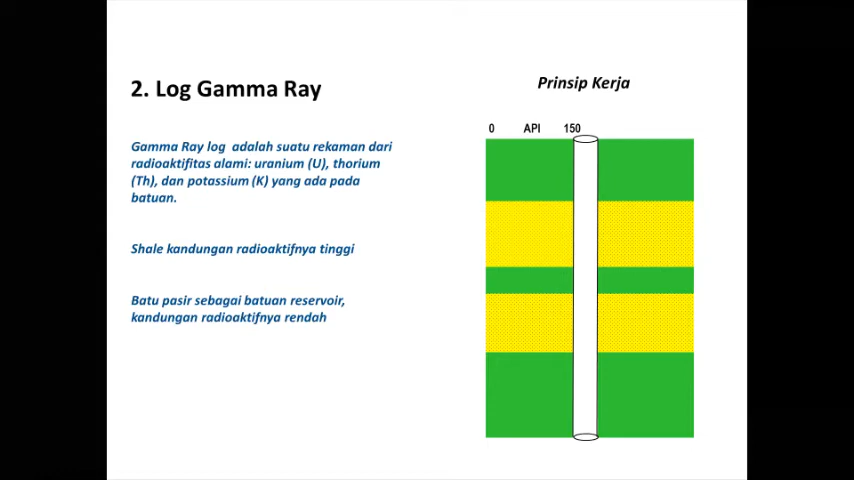 2. Log Gamma Ray
Gamma Ray log adalah suatu rekaman dari
radioaktifitas alami: uranium (U), thorium
(Th), dan potassium (K) yang ada pada
batuan.
Shale kandungan radioaktifnya tinggi
Batu pasir sebagai batuan reservoir,
kandungan radioaktifnya rendah
Prinsip Kerja
0 API 150